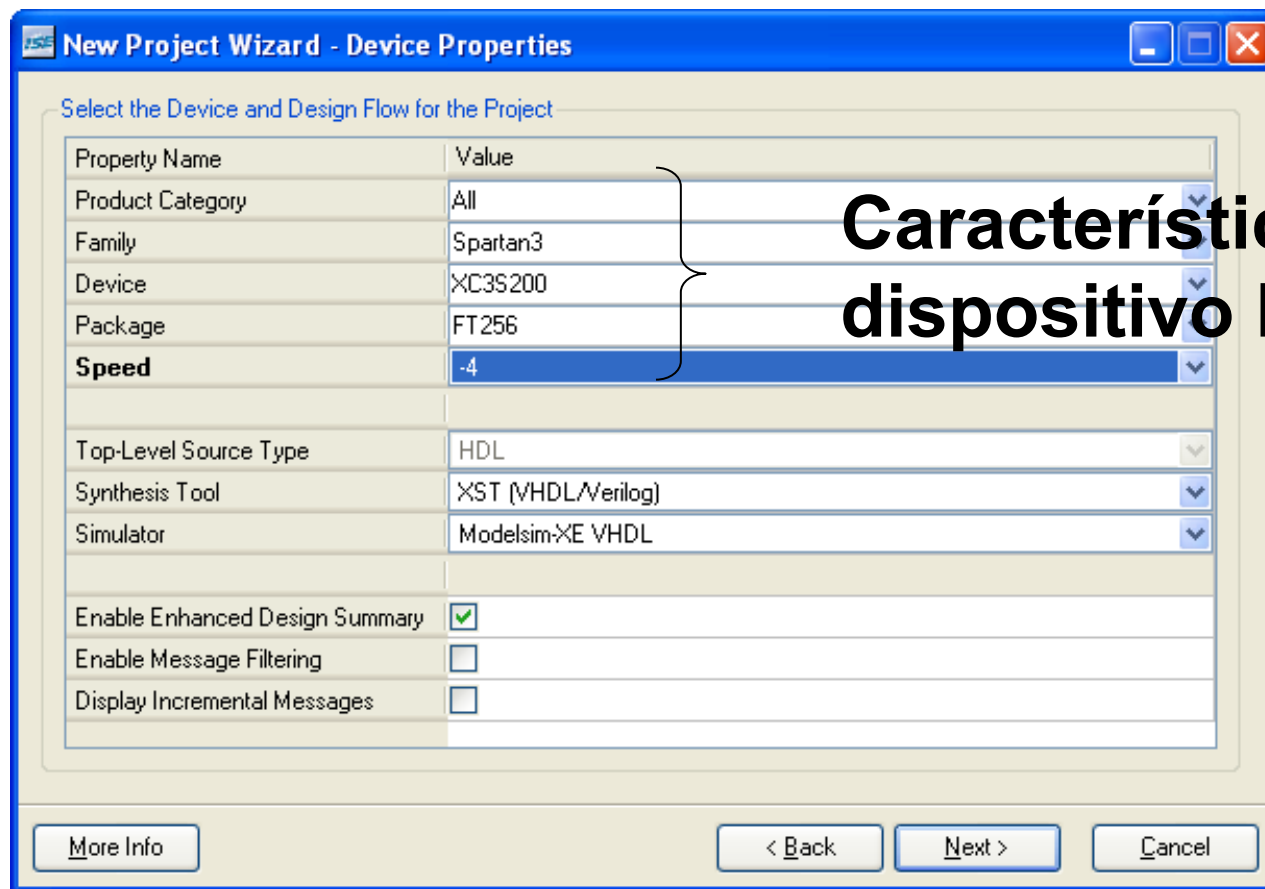 ISE New Project Wizard - Device Properties
Select the Device and Design Flow for the Project
Property Name Value
Product Category All
Family Spartan3
Device XC3S200
Package FT256
Speed -4
dispositivo
Top-Level Source Type HDL
Synthesis Tool XST (VHDL/Verilog)
Simulator Modelsim-XE VHDL
Enable Enhanced Design Summary
Enable Message Filtering
Display Incremental Messages
More Info < Back Next > Cancel